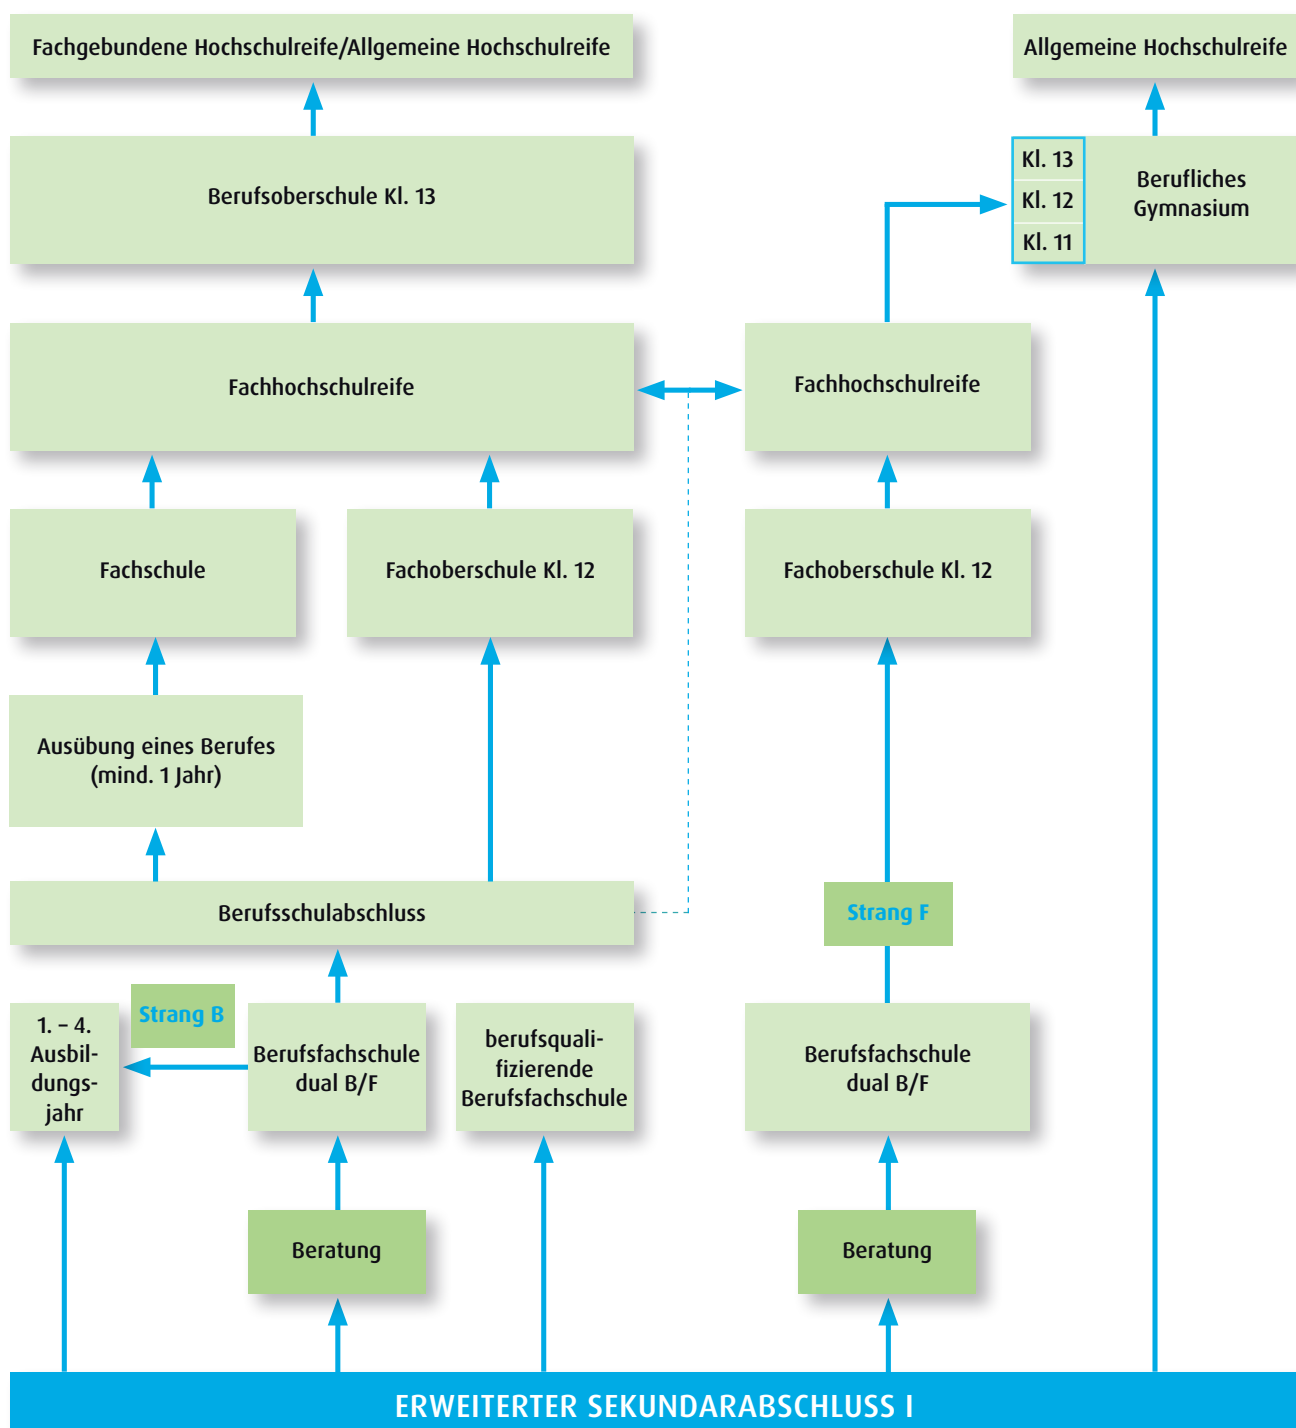 Fachgebundene Hochschulreife/Allgemeine Hochschulreife
Allgemeine Hochschulreife
Berufsoberschule Kl. 13
Kl. 13
Kl. 12
Kl. 11
Berufliches
Gymnasium
Fachhochschulreife
Fachhochschulreife
Fachschule
Fachoberschule Kl. 12
Fachoberschule Kl. 12
Ausübung eines Berufes
(mind. 1 Jahr)
Berufsschulabschluss
Strang F
1. – 4.
Ausbil-
dungs-
jahr
Strang B
Berufsfachschule
dual B/F
berufsquali-
fizierende
Berufsfachschule
Berufsfachschule
dual B/F
Beratung
Beratung
ERWEITERTER SEKUNDARABSCHLUSS I